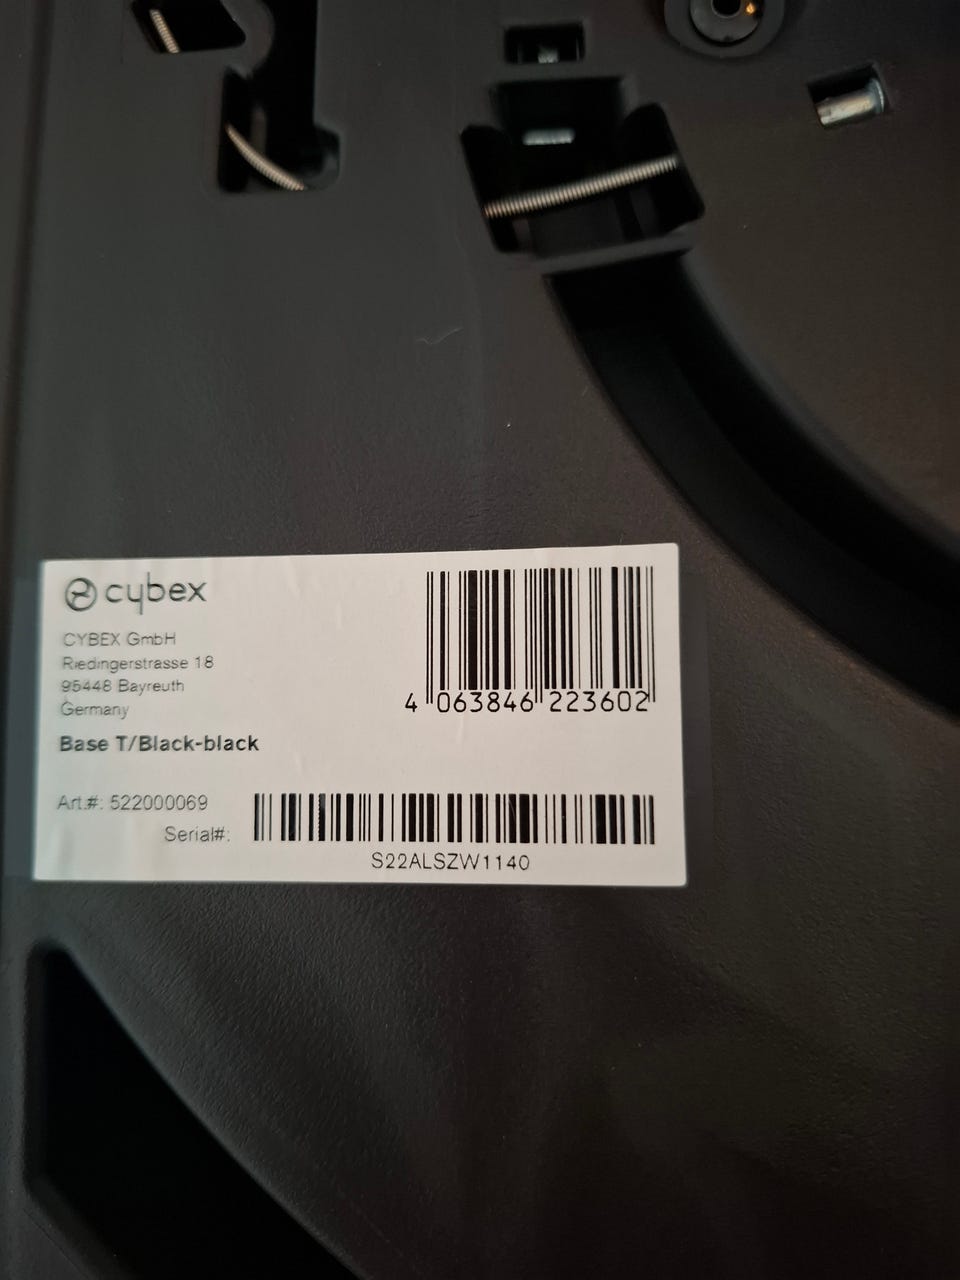 cybex
CYBEX GmbH
Riedingerstrasse 18
95448 Bayreuth
Germany
Base T/Black-black
4 063846 223602
Art.#: 522000069
Serial#:
S22ALSZW1140